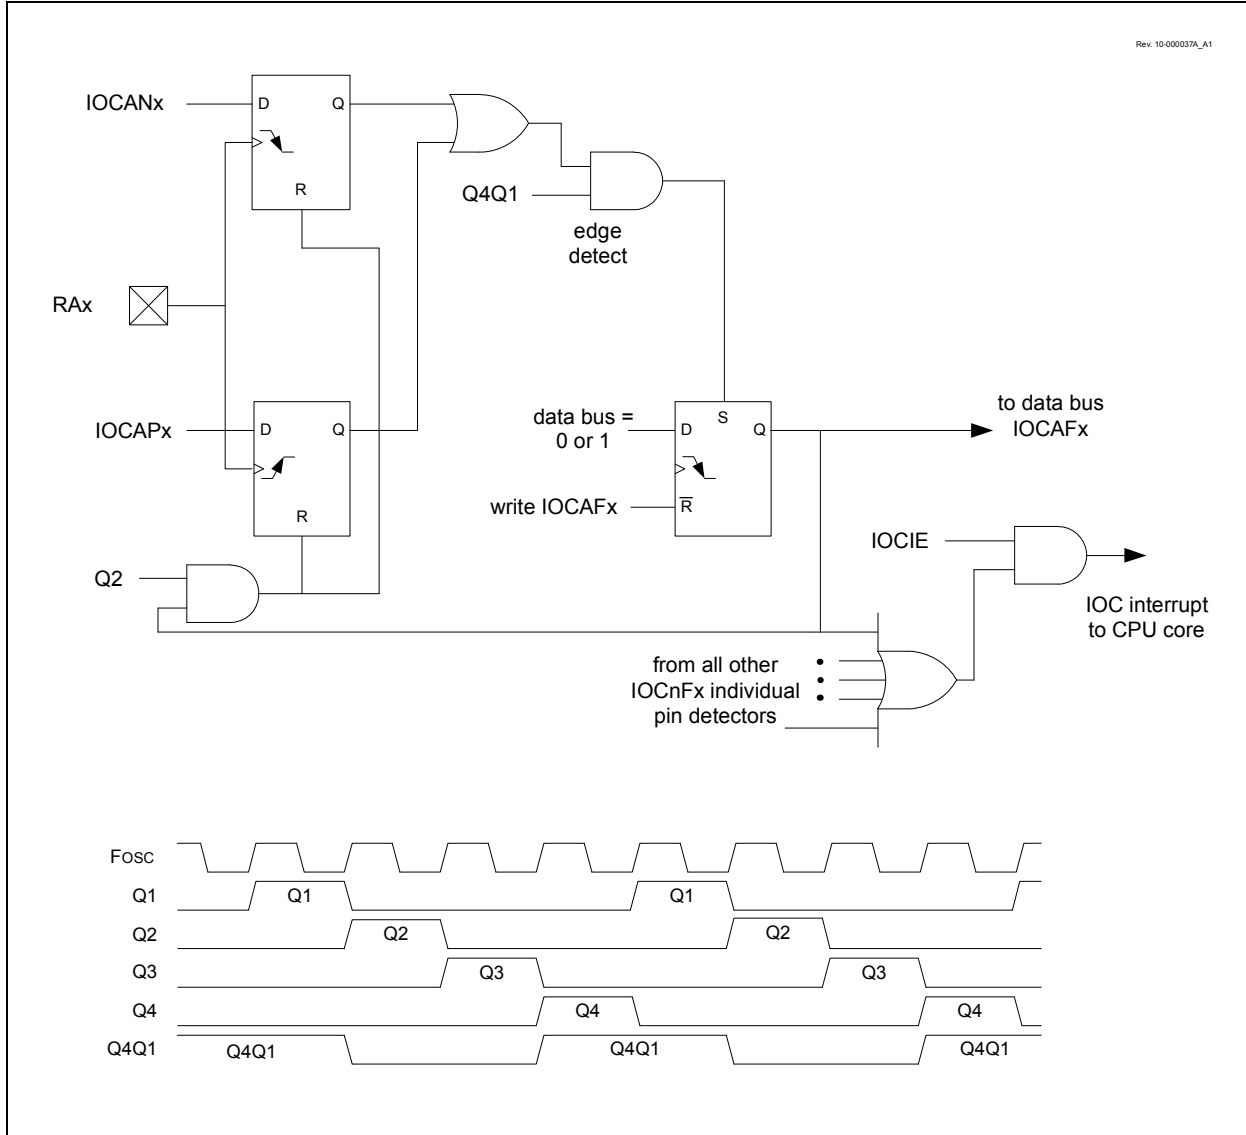 Rev. 10-000037A_A1
IOCANx
D
Q
R
Q4Q1
edge
detect
RAx
IOCAPx
D
Q
R
data bus =
0 or 1
S
D
Q
to data bus
IOCAFx
write IOCAFx
R
IOCIE
Q2
IOC interrupt
to CPU core
from all other
IOCnFx individual
pin detectors
FOSC
Q1 Q1 Q1
Q2 Q2 Q2
Q3 Q3 Q3
Q4 Q4 Q4
Q4Q1 Q4Q1 Q4Q1 Q4Q1